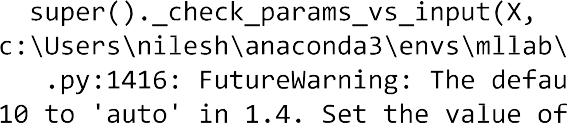 super()._check_params_vs_input(X,
c:\Users\nilesh\anaconda3\envs\mllab\
.py:1416: FutureWarning: The defau
10 to 'auto' in 1.4. Set the value of